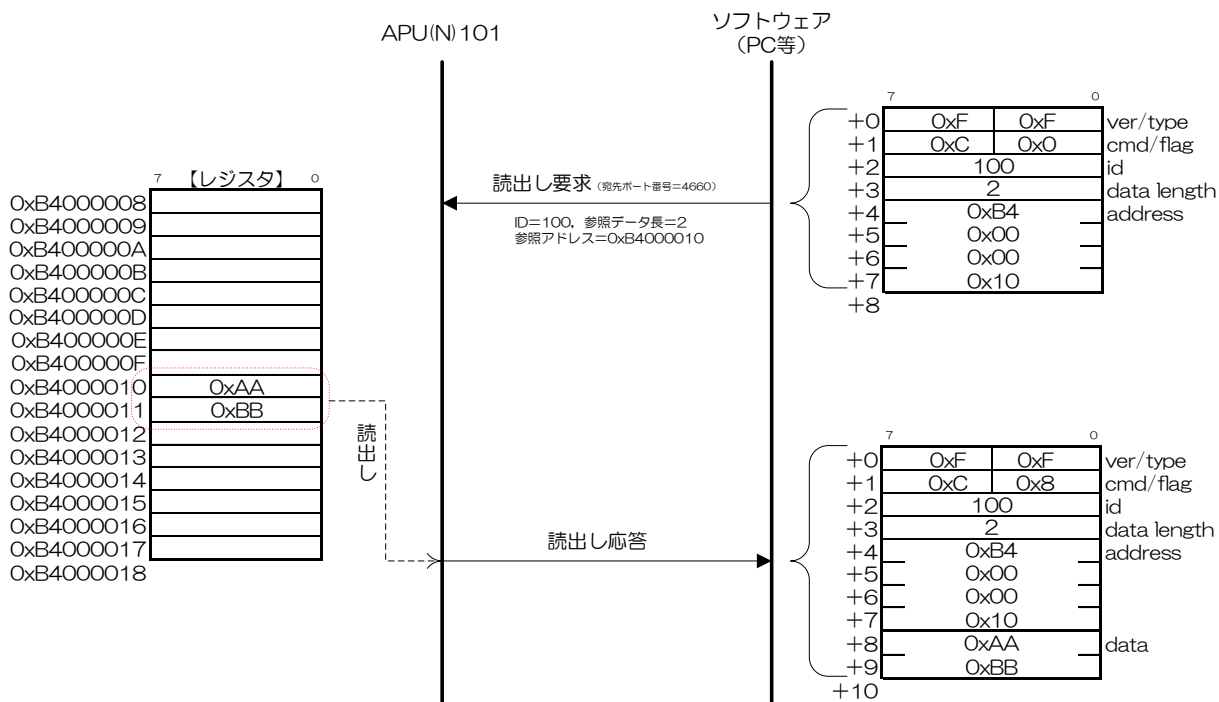 APU(N)101
ソフトウェア
（PC等）
7 【レジスタ】 0
0xB4000008
0xB4000009
0xB400000A
0xB400000B
0xB400000C
0xB400000D
0xB400000E
0xB400000F
0xB4000010 0xAA
0xB4000011 0xBB
0xB4000012
0xB4000013
0xB4000014
0xB4000015
0xB4000016
0xB4000017
0xB4000018
読出し
読出し要求（宛先ポート番号=4660）
ID=100，参照データ長=2
参照アドレス=0xB4000010
7 0
+0 0xF 0xF ver/type
+1 0xC 0x0 cmd/flag
+2 100 id
+3 2 data length
+4 0xB4 address
+5 0x00
+6 0x00
+7 0x10
+8
読出し応答
7 0
+0 0xF 0xF ver/type
+1 0xC 0x8 cmd/flag
+2 100 id
+3 2 data length
+4 0xB4 address
+5 0x00
+6 0x00
+7 0x10
+8 0xAA data
+9 0xBB
+10